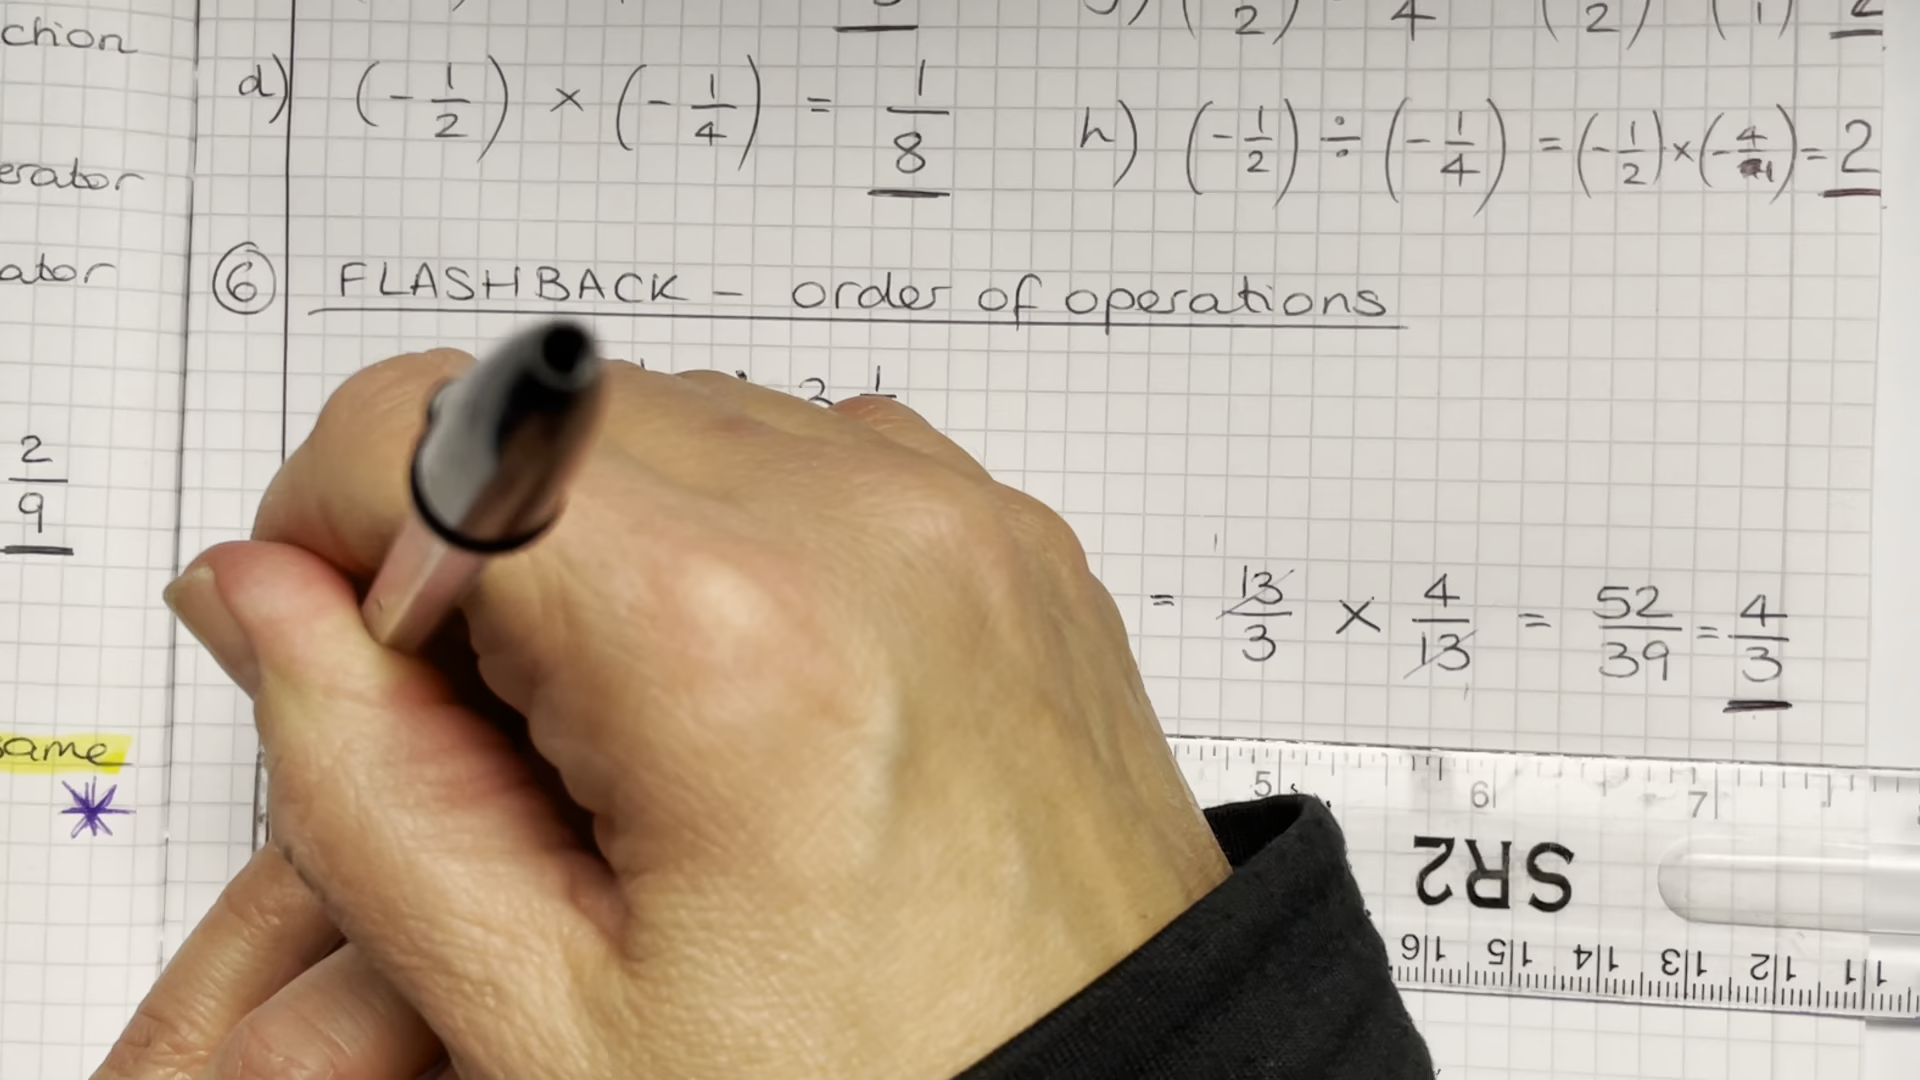 ction
d) (-1/2) × (-1/4) = 1/8
h) (-1/2) ÷ (-1/4) = (-1/2) × (-4/1) = 2
erator
ator
6 FLASHBACK - order of operations
2/9
= 13/3 × 4/13 = 52/39 = 4/3
same
5 6 7
SR2
16 15 14 13 12 11